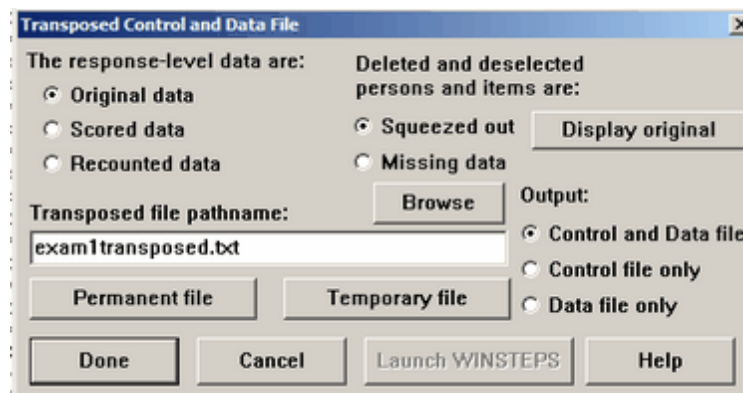 Transposed Control and Data File
The response-level data are:
Original data
Scored data
Recounted data
Deleted and deselected
persons and items are:
Squeezed out
Display original
Missing data
Transposed file pathname:
Browse
exam1transposed.txt
Permanent file
Temporary file
Output:
Control and Data file
Control file only
Data file only
Done
Cancel
Launch WINSTEPS
Help